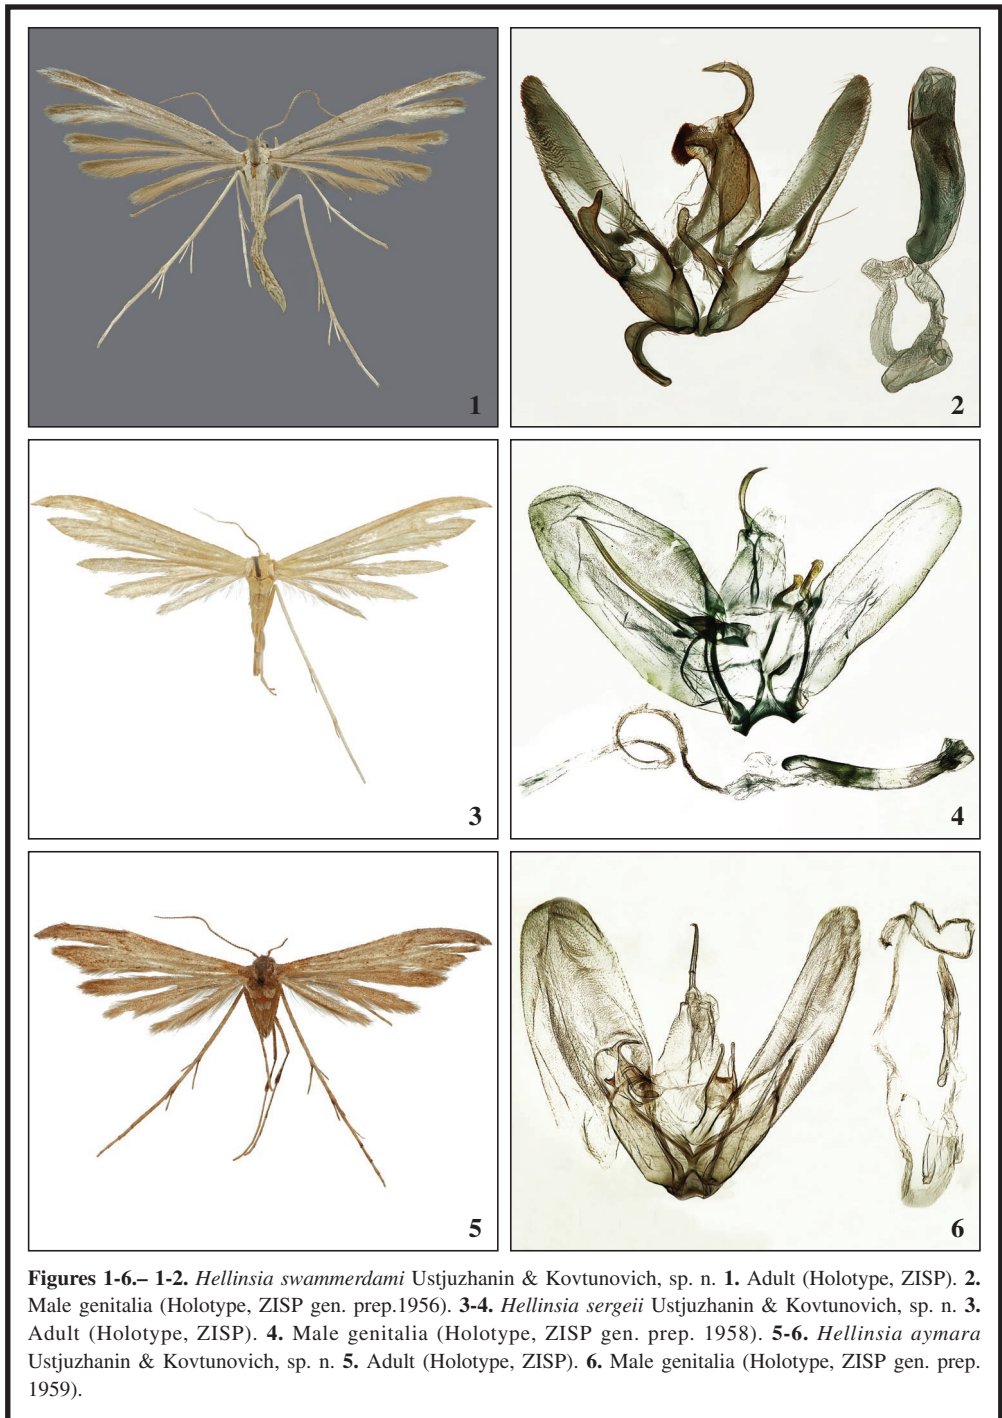 1
2
3
4
5
6
Figures 1-6.– 1-2. Hellinsia swammerdami Ustjuzhanin & Kovtunovich, sp. n. 1. Adult (Holotype, ZISP). 2.
Male genitalia (Holotype, ZISP gen. prep.1956). 3-4. Hellinsia sergeii Ustjuzhanin & Kovtunovich, sp. n. 3.
Adult (Holotype, ZISP). 4. Male genitalia (Holotype, ZISP gen. prep. 1958). 5-6. Hellinsia aymara
Ustjuzhanin & Kovtunovich, sp. n. 5. Adult (Holotype, ZISP). 6. Male genitalia (Holotype, ZISP gen. prep.
1959).